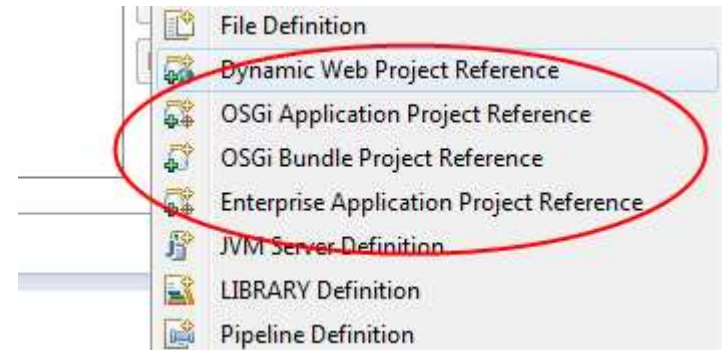 File Definition
Dynamic Web Project Reference
OSGi Application Project Reference
OSGi Bundle Project Reference
Enterprise Application Project Reference
JVM Server Definition
LIBRARY Definition
Pipeline Definition